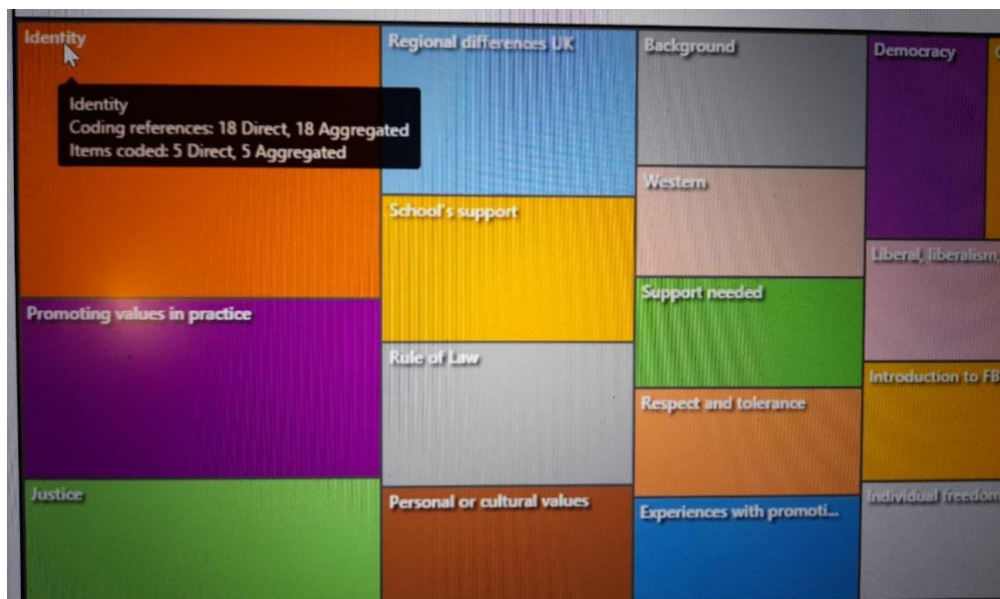 Identity
Identity
Coding references: 18 Direct, 18 Aggregated
Items coded: 5 Direct, 5 Aggregated
Promoting values in practice
Justice
Regional differences UK
School's support
Rule of Law
Personal or cultural values
Background
Western
Support needed
Respect and tolerance
Experiences with promoti...
Democracy
Liberal, liberalism,
Introduction to FB
Individual freedom